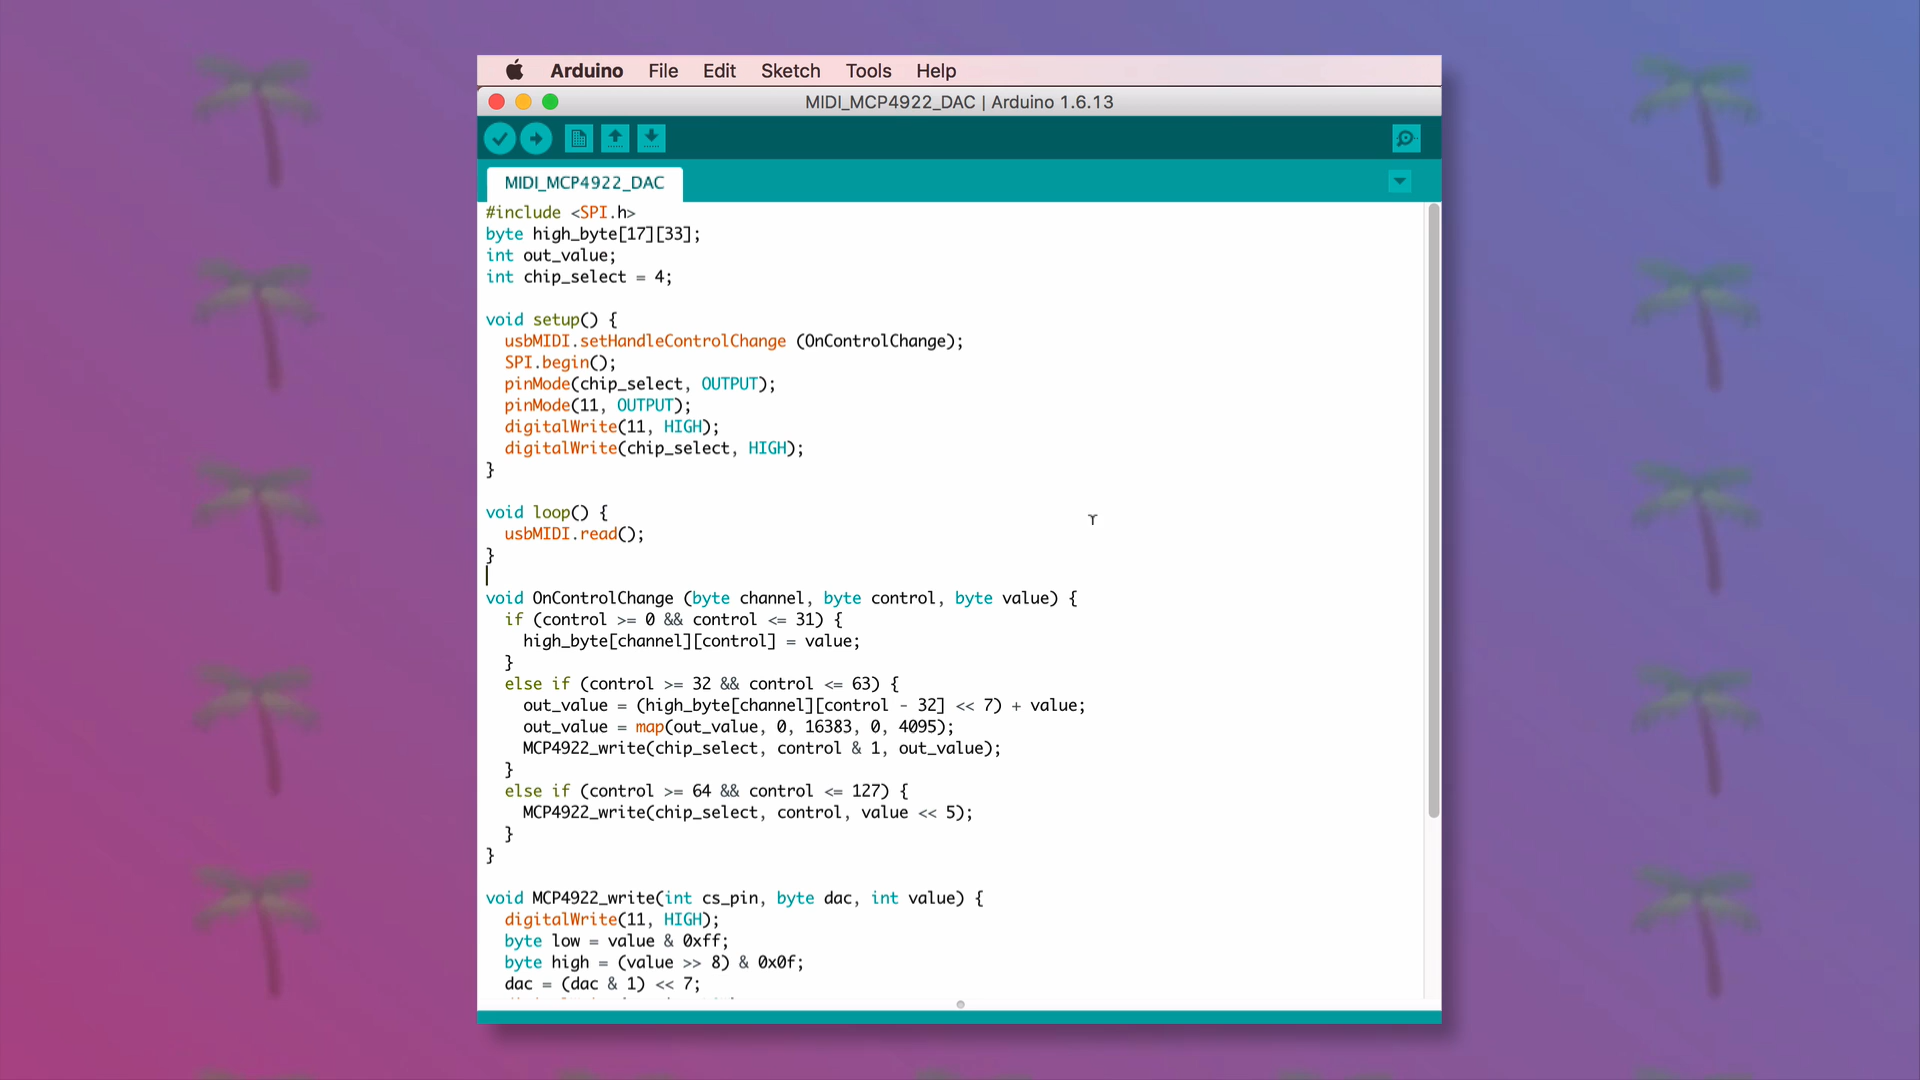 Arduino File Edit Sketch Tools Help
MIDI_MCP4922_DAC | Arduino 1.6.13
MIDI_MCP4922_DAC
#include <SPI.h>
byte high_byte[17][33];
int out_value;
int chip_select = 4;
void setup() {
  usbMIDI.setHandleControlChange (OnControlChange);
  SPI.begin();
  pinMode(chip_select, OUTPUT);
  pinMode(11, OUTPUT);
  digitalWrite(11, HIGH);
  digitalWrite(chip_select, HIGH);
}
void loop() {
  usbMIDI.read();
}
void OnControlChange (byte channel, byte control, byte value) {
  if (control >= 0 && control <= 31) {
    high_byte[channel][control] = value;
  }
  else if (control >= 32 && control <= 63) {
    out_value = (high_byte[channel][control - 32] << 7) + value;
    out_value = map(out_value, 0, 16383, 0, 4095);
    MCP4922_write(chip_select, control & 1, out_value);
  }
  else if (control >= 64 && control <= 127) {
    MCP4922_write(chip_select, control, value << 5);
  }
}
void MCP4922_write(int cs_pin, byte dac, int value) {
  digitalWrite(11, HIGH);
  byte low = value & 0xff;
  byte high = (value >> 8) & 0x0f;
  dac = (dac & 1) << 7;